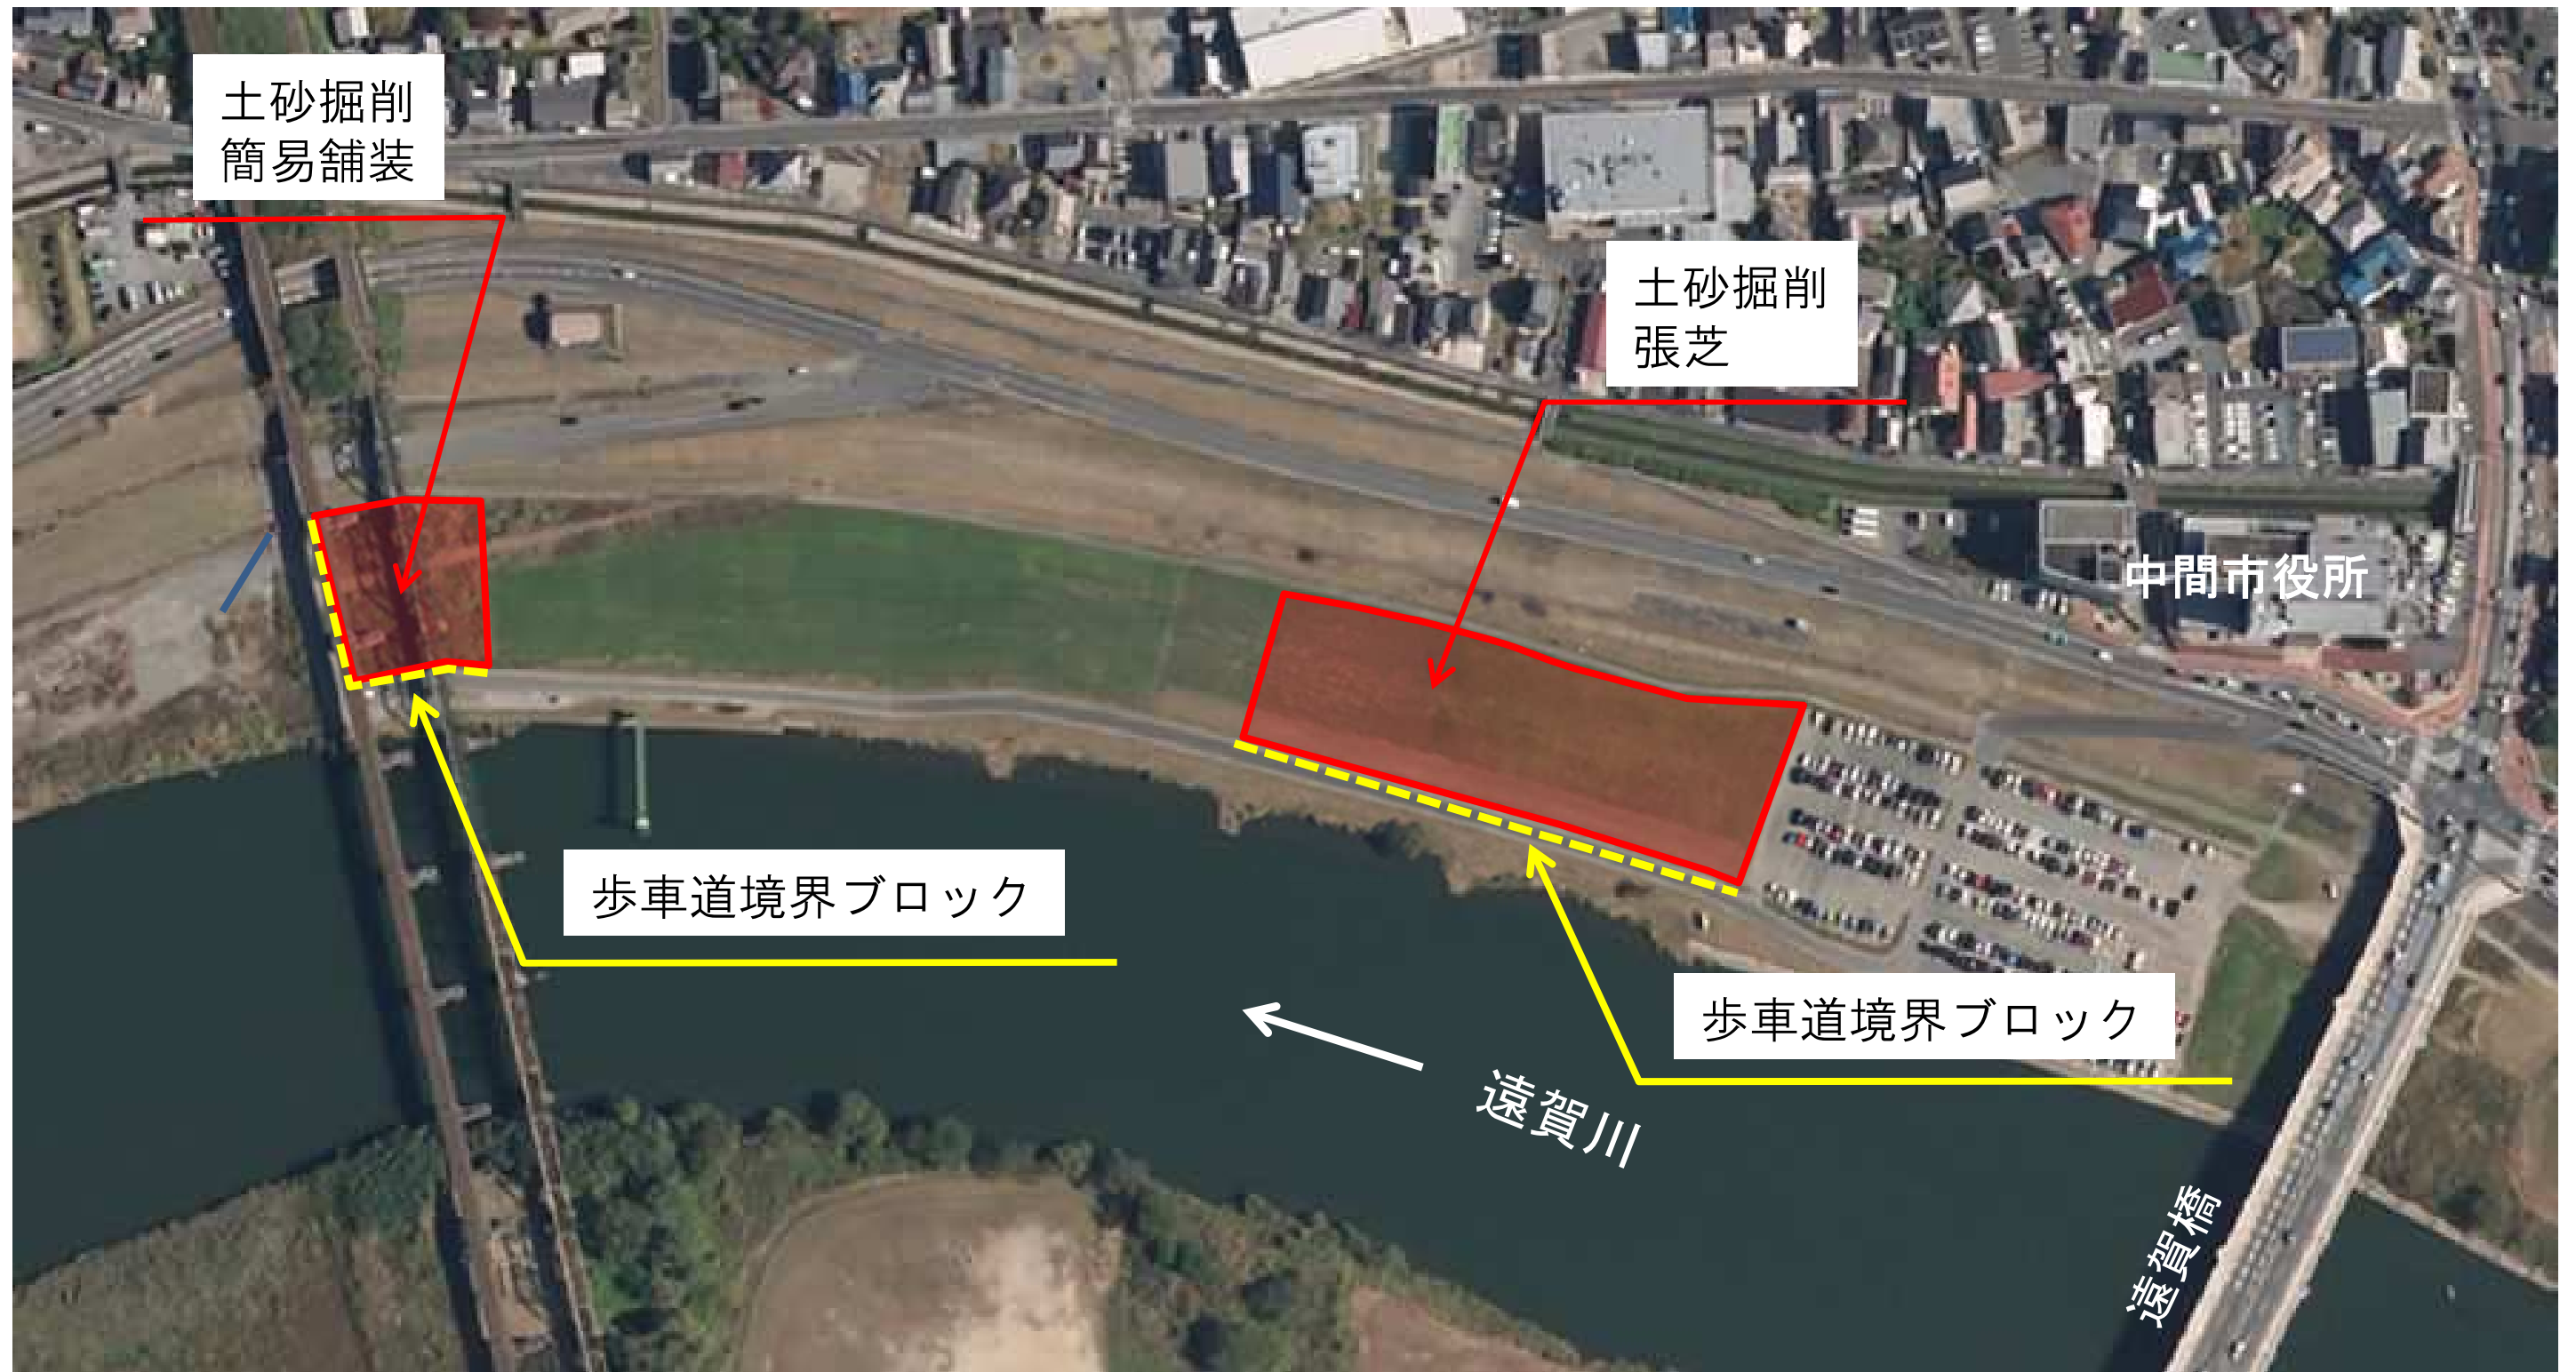 土砂掘削
簡易舗装
土砂掘削
張芝
中間市役所
歩車道境界ブロック
歩車道境界ブロック
遠賀川
遠賀橋